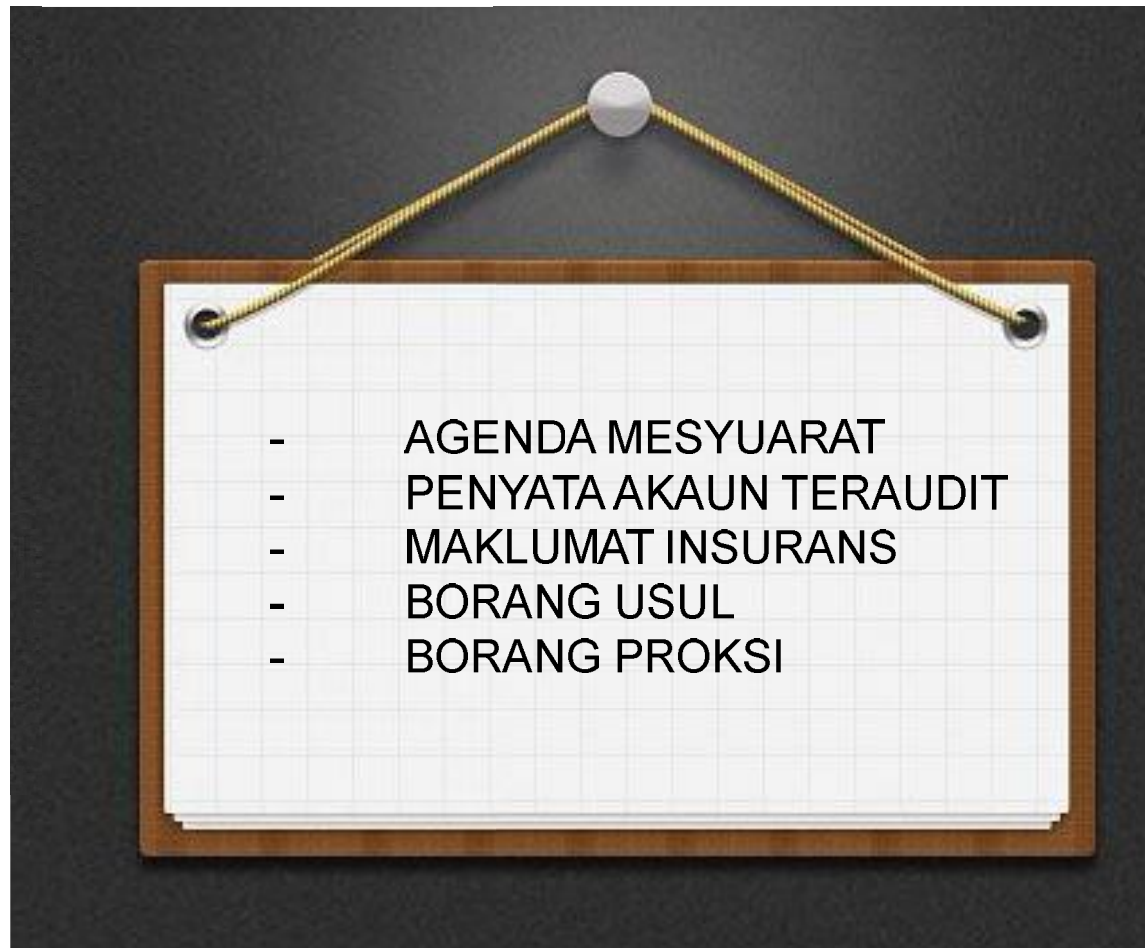 - AGENDA MESYUARAT
- PENYATA AKAUN TERAUDIT
- MAKLUMAT INSURANS
- BORANG USUL
- BORANG PROKSI